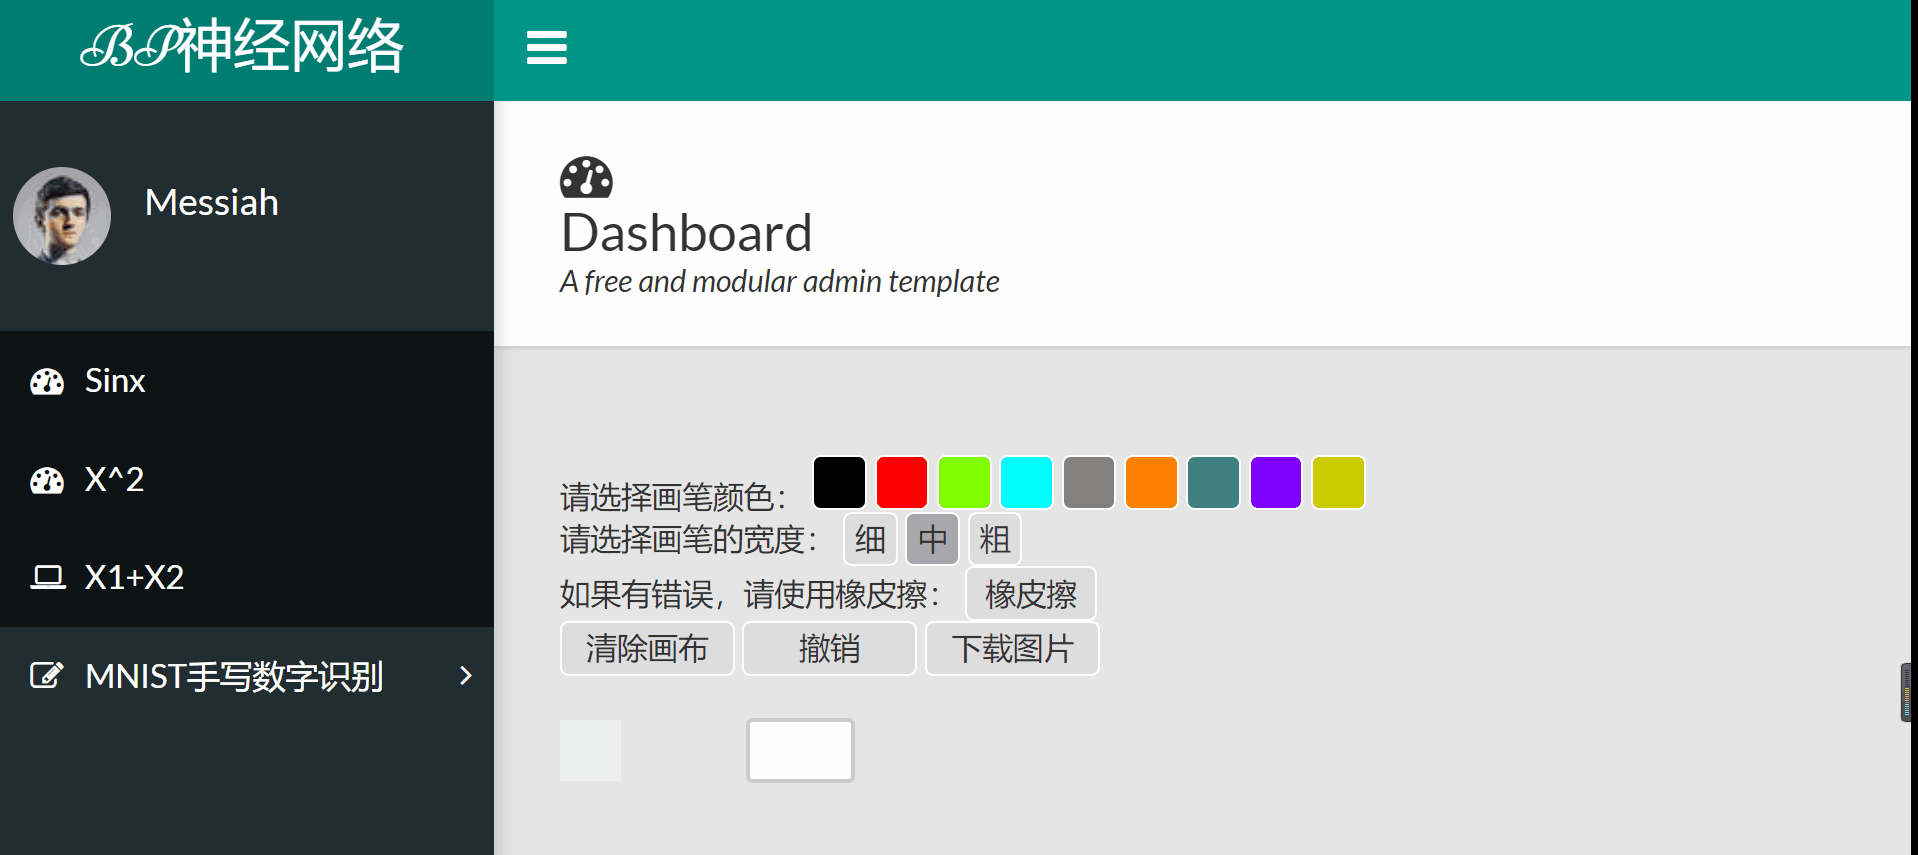 BP神经网络
Messiah
Sinx
X^2
X1+X2
MNIST手写数字识别
Dashboard
A free and modular admin template
请选择画笔颜色：
请选择画笔的宽度： 细 中 粗
如果有错误，请使用橡皮擦： 橡皮擦
清除画布 撤销 下载图片